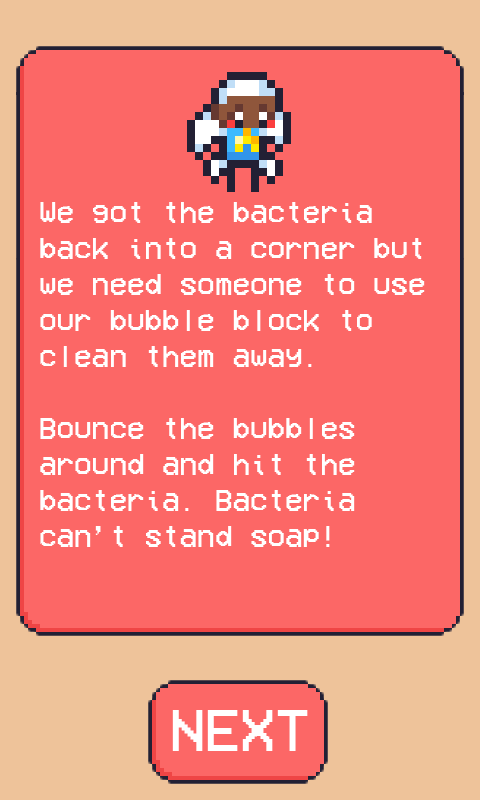 We got the bacteria
back into a corner but
we need someone to use
our bubble block to
clean them away.
Bounce the bubbles
around and hit the
bacteria. Bacteria
can't stand soap!
NEXT